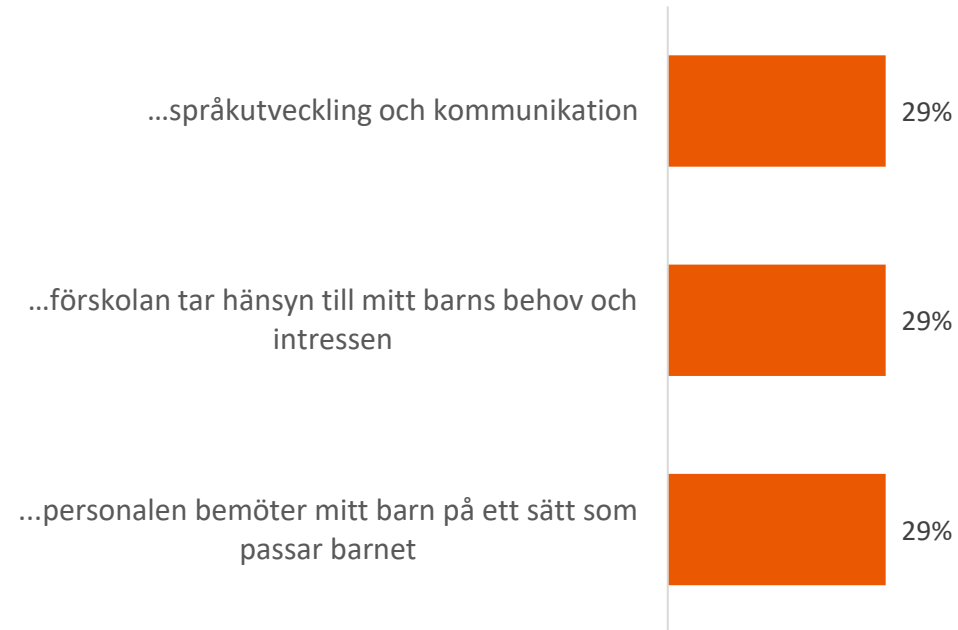 …språkutveckling och kommunikation
29%
…förskolan tar hänsyn till mitt barns behov och
intressen
29%
...personalen bemöter mitt barn på ett sätt som
passar barnet
29%